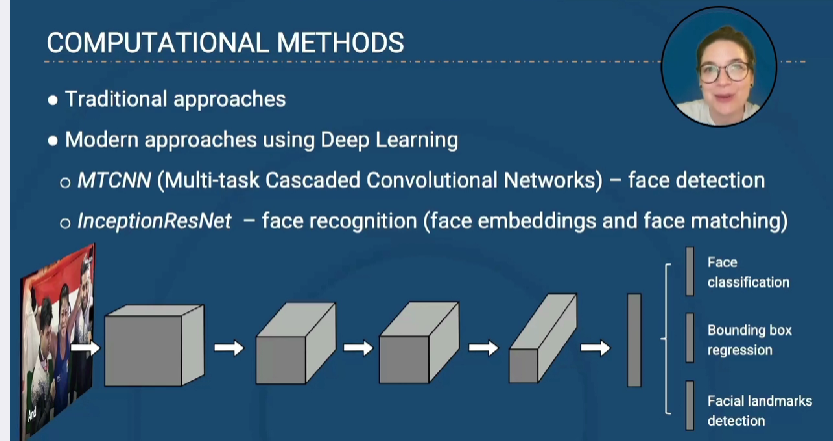 COMPUTATIONAL METHODS
● Traditional approaches
● Modern approaches using Deep Learning
○ MTCNN (Multi-task Cascaded Convolutional Networks) – face detection
○ InceptionResNet – face recognition (face embeddings and face matching)
Face
classification
Bounding box
regression
Facial landmarks
detection